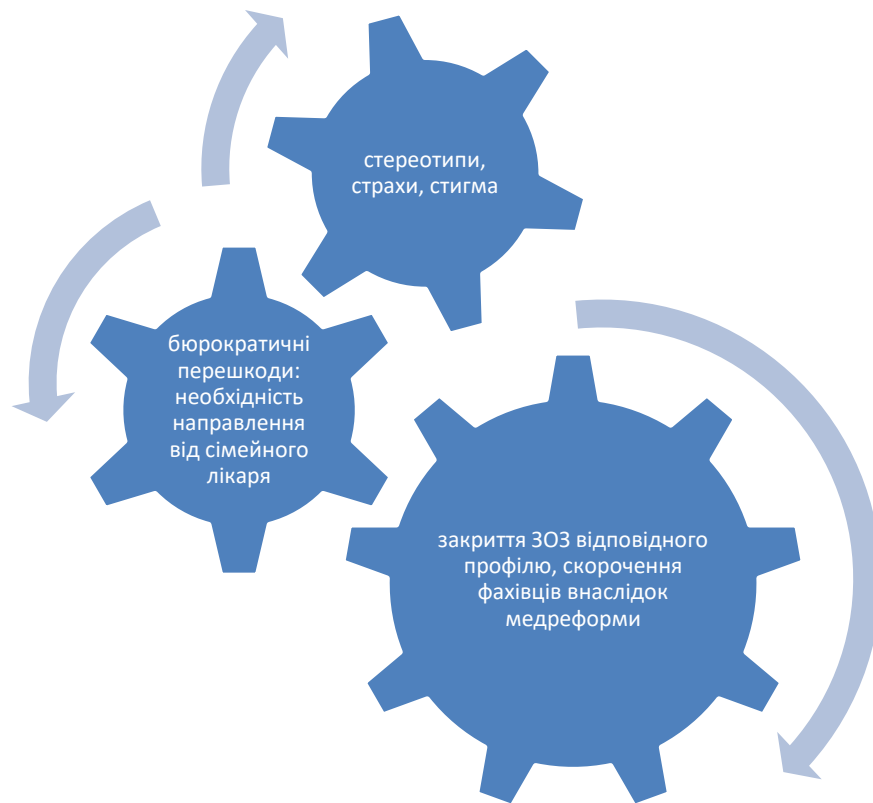 стереотипи,
страхи, стигма
бюрократичні
перешкоди:
необхідність
направлення
від сімейного
лікаря
закриття ЗОЗ відповідного
профілю, скорочення
фахівців внаслідок
медреформи